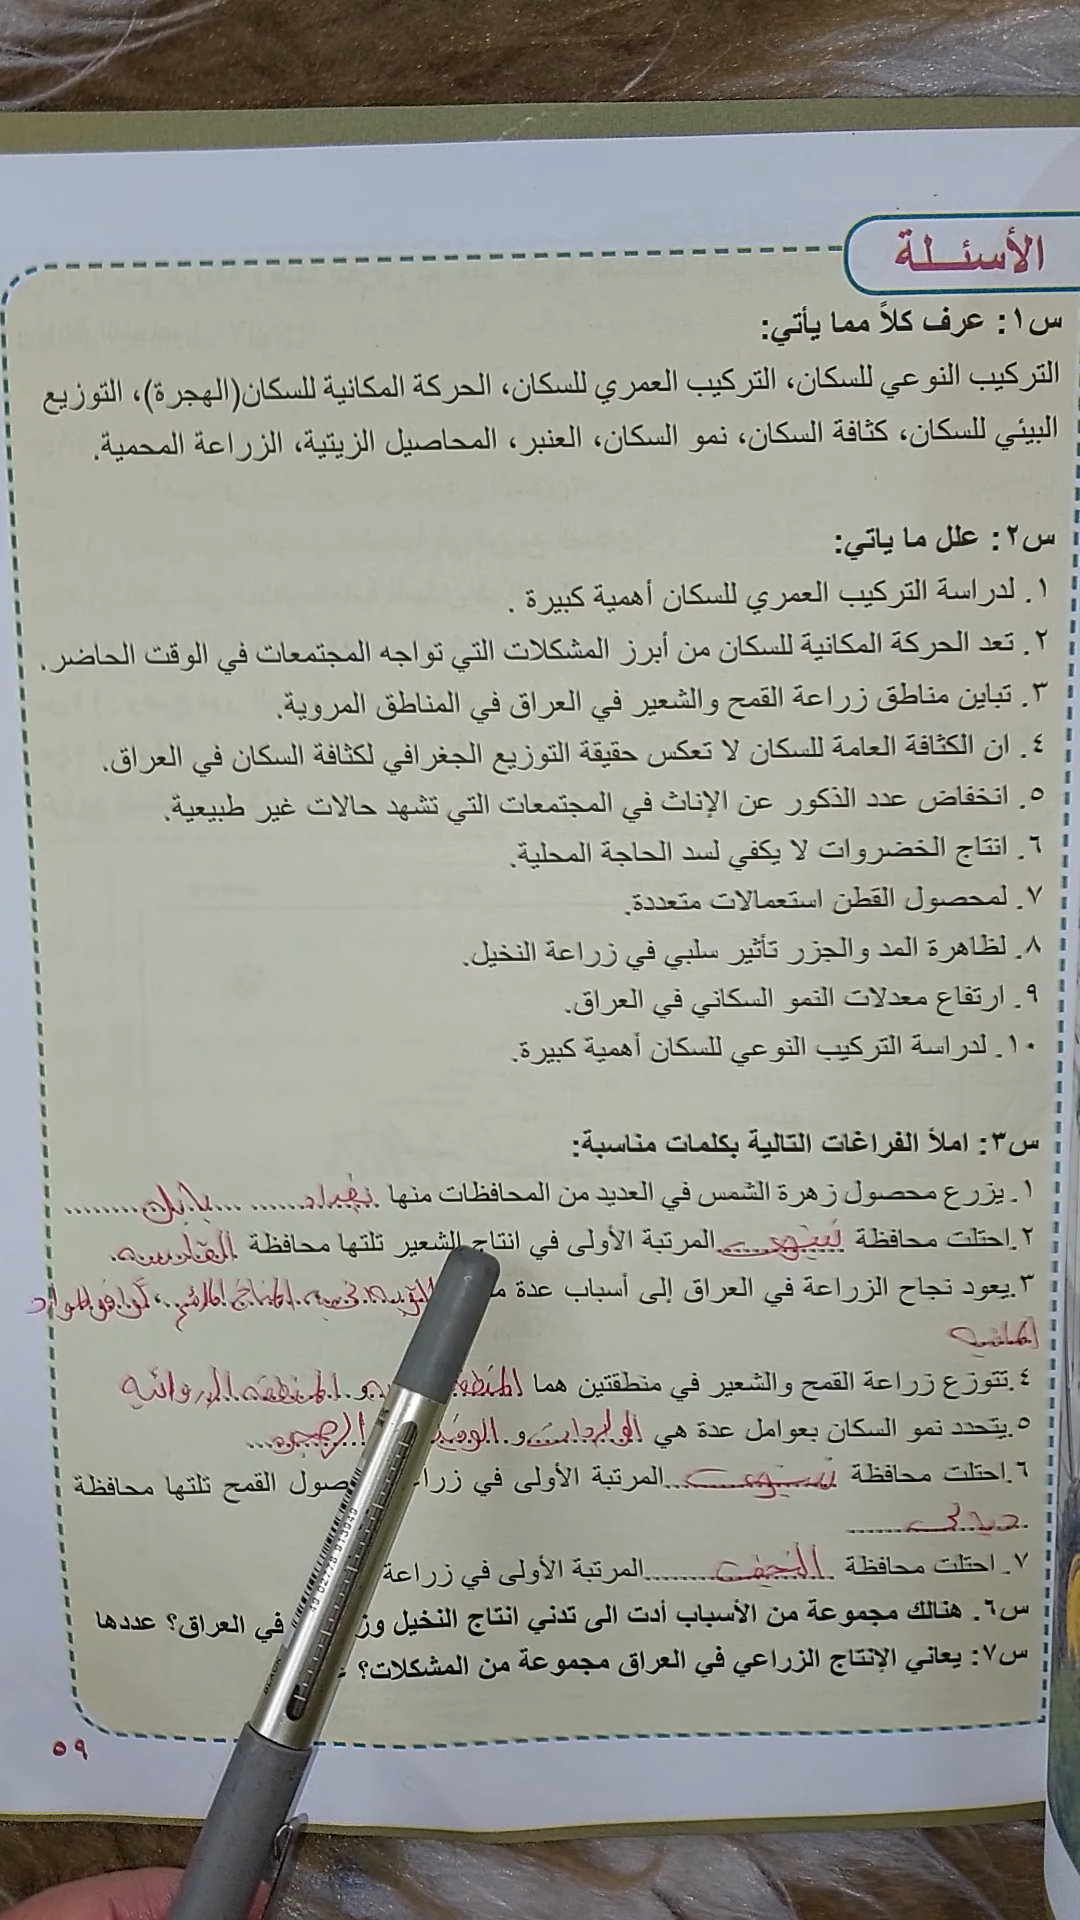 الأسئلة
س١: عرف كلاً مما يأتي:
التركيب النوعي للسكان، التركيب العمري للسكان، الحركة المكانية للسكان(الهجرة)، التوزيع
البيئي للسكان، كثافة السكان، نمو السكان، العنبر، المحاصيل الزيتية، الزراعة المحمية.
س٢: علل ما ياتي:
١. لدراسة التركيب العمري للسكان أهمية كبيرة .
٢. تعد الحركة المكانية للسكان من أبرز المشكلات التي تواجه المجتمعات في الوقت الحاضر.
٣. تباين مناطق زراعة القمح والشعير في العراق في المناطق المروية.
٤. ان الكثافة العامة للسكان لا تعكس حقيقة التوزيع الجغرافي لكثافة السكان في العراق.
٥. انخفاض عدد الذكور عن الإناث في المجتمعات التي تشهد حالات غير طبيعية.
٦. انتاج الخضروات لا يكفي لسد الحاجة المحلية.
٧. لمحصول القطن استعمالات متعددة.
٨. لظاهرة المد والجزر تأثير سلبي في زراعة النخيل.
٩. ارتفاع معدلات النمو السكاني في العراق.
١٠. لدراسة التركيب النوعي للسكان أهمية كبيرة.
س٣: املأ الفراغات التالية بكلمات مناسبة:
١. يزرع محصول زهرة الشمس في العديد من المحافظات منها بغداد ........ بابل ........
٢. احتلت محافظة نينوى المرتبة الأولى في انتاج الشعير تلتها محافظة القادسية.
٣. يعود نجاح الزراعة في العراق إلى أسباب عدة التربة الخصبة، المناخ الملائم، توافر الموارد
المائية
٤. تتوزع زراعة القمح والشعير في منطقتين هما و المنطقة الاروائية
٥. يتحدد نمو السكان بعوامل عدة هي الولادات و الهجرة
٦. احتلت محافظة نينوى المرتبة الأولى في القمح تلتها محافظة
ديالى
٧. احتلت محافظة النجف المرتبة الأولى في زراعة
س٦. هنالك مجموعة من الأسباب أدت الى تدني انتاج النخيل في العراق؟ عددها
س٧: يعاني الإنتاج الزراعي في العراق مجموعة من المشكلات؟
٥٩